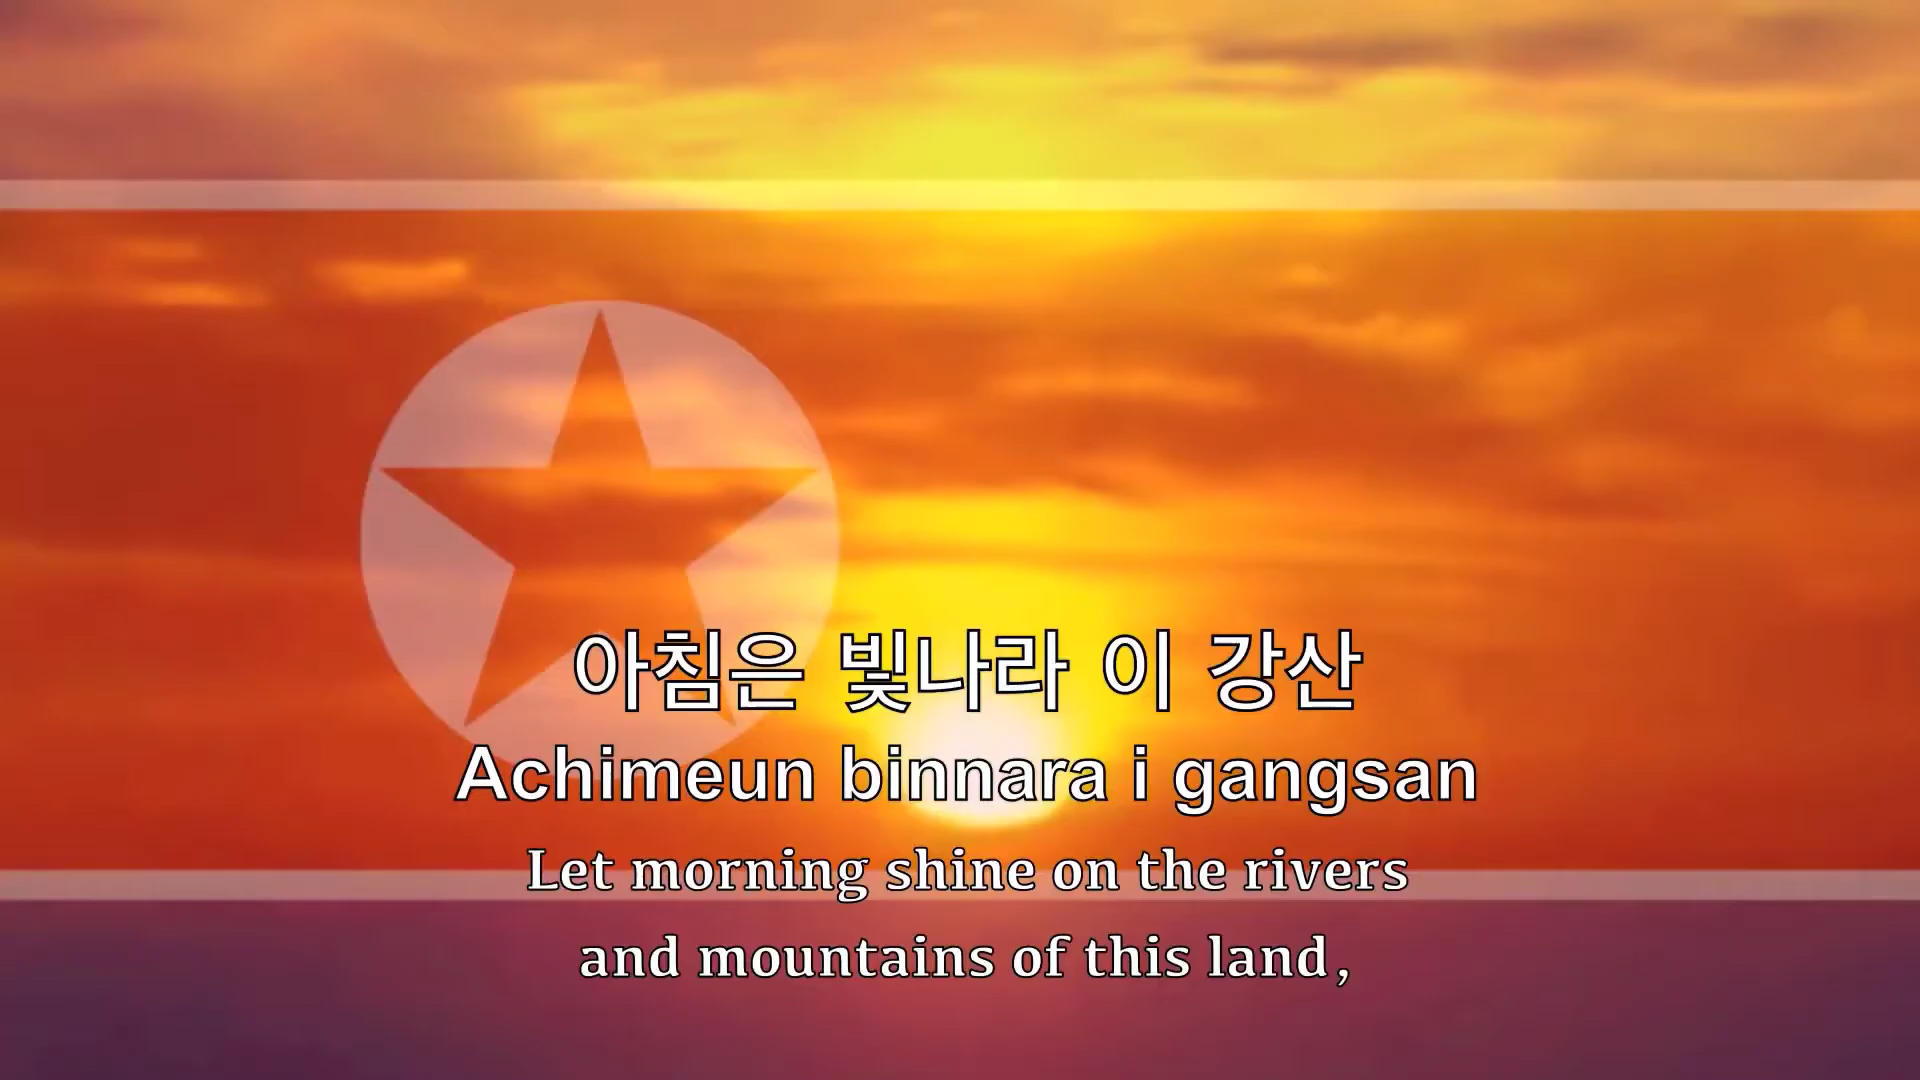 아침은 빛나라 이 강산
Achimeun binnara i gangsan
Let morning shine on the rivers
and mountains of this land,